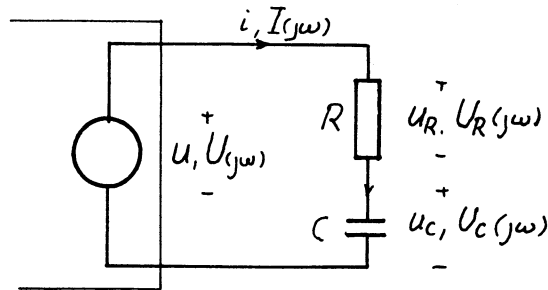 i, I(jω)
+
u, U(jω)
-
R
+
u_R, U_R(jω)
-
C
+
u_C, U_C(jω)
-